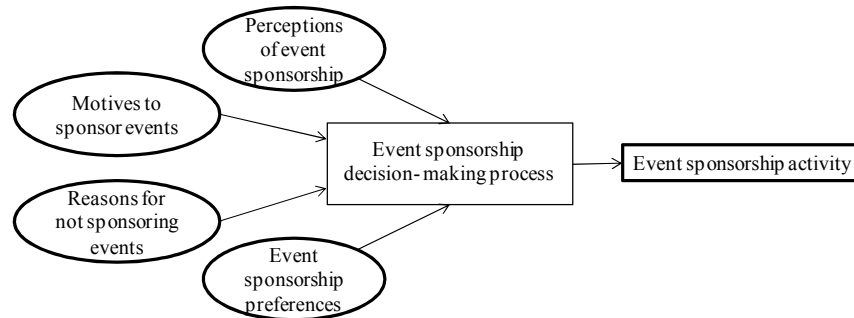 Perceptions
of event
sponsorship
Motives to
sponsor events
Event sponsorship
decision-making process
Event sponsorship activity
Reasons for
not sponsoring
events
Event
sponsorship
preferences